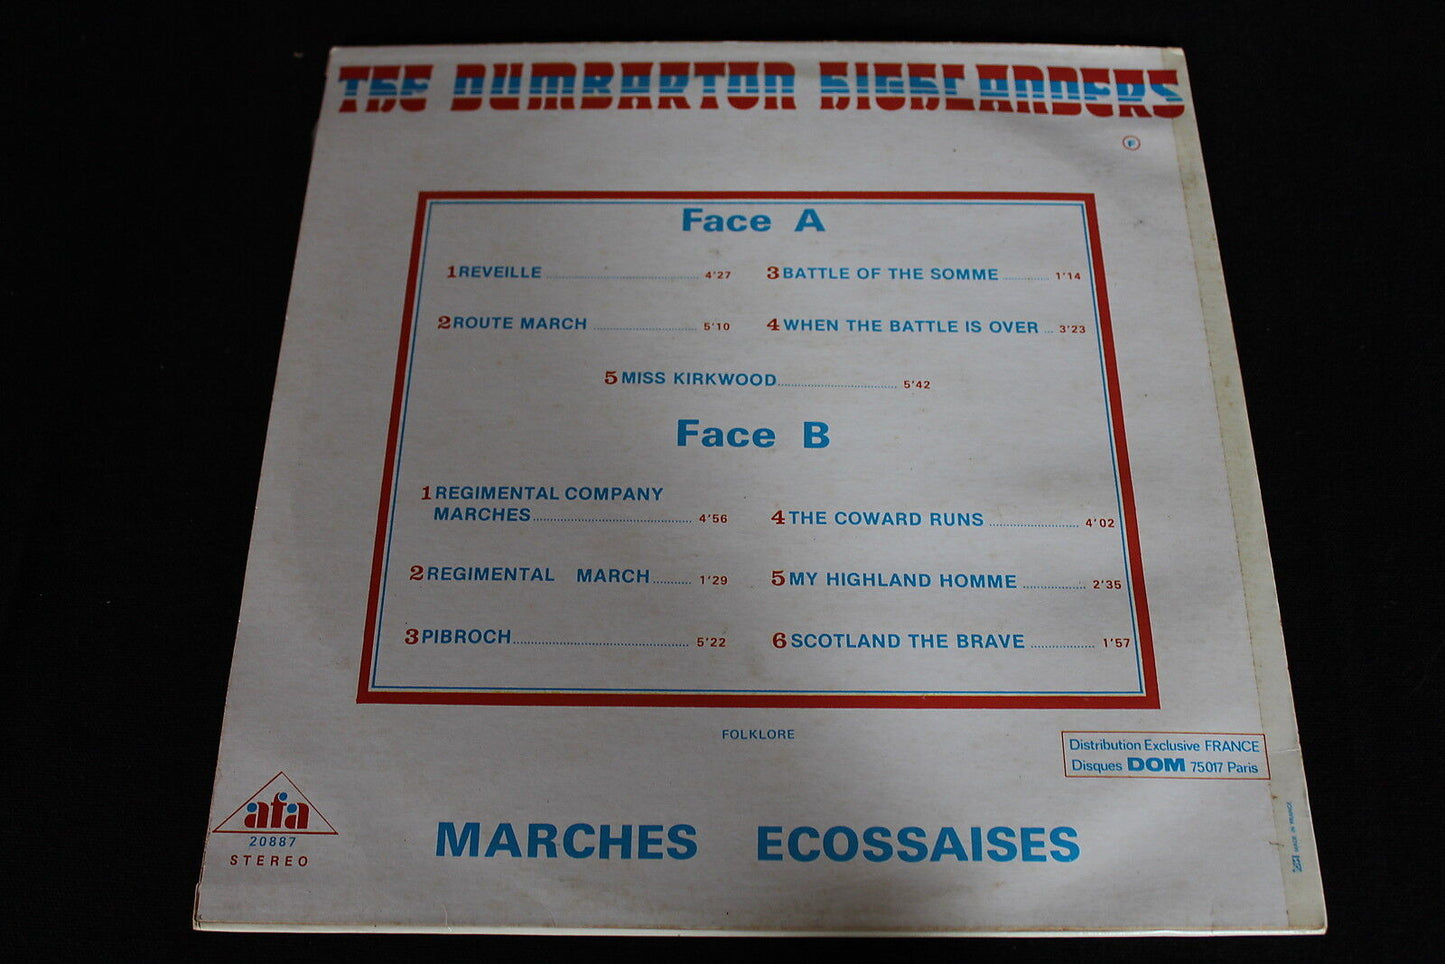 THE DUMBARTON HIGHLANDERS
F
Face A
1 REVEILLE 4'27
2 ROUTE MARCH 5'10
3 BATTLE OF THE SOMME 1'14
4 WHEN THE BATTLE IS OVER 3'23
5 MISS KIRKWOOD 5'42
Face B
1 REGIMENTAL COMPANY
MARCHES 4'56
2 REGIMENTAL MARCH 1'29
3 PIBROCH 5'22
4 THE COWARD RUNS 4'02
5 MY HIGHLAND HOMME 2'35
6 SCOTLAND THE BRAVE 1'57
FOLKLORE
Distribution Exclusive FRANCE
Disques DOM 75017 Paris
afa
20887
STEREO
MARCHES ECOSSAISES
MADE IN FRANCE